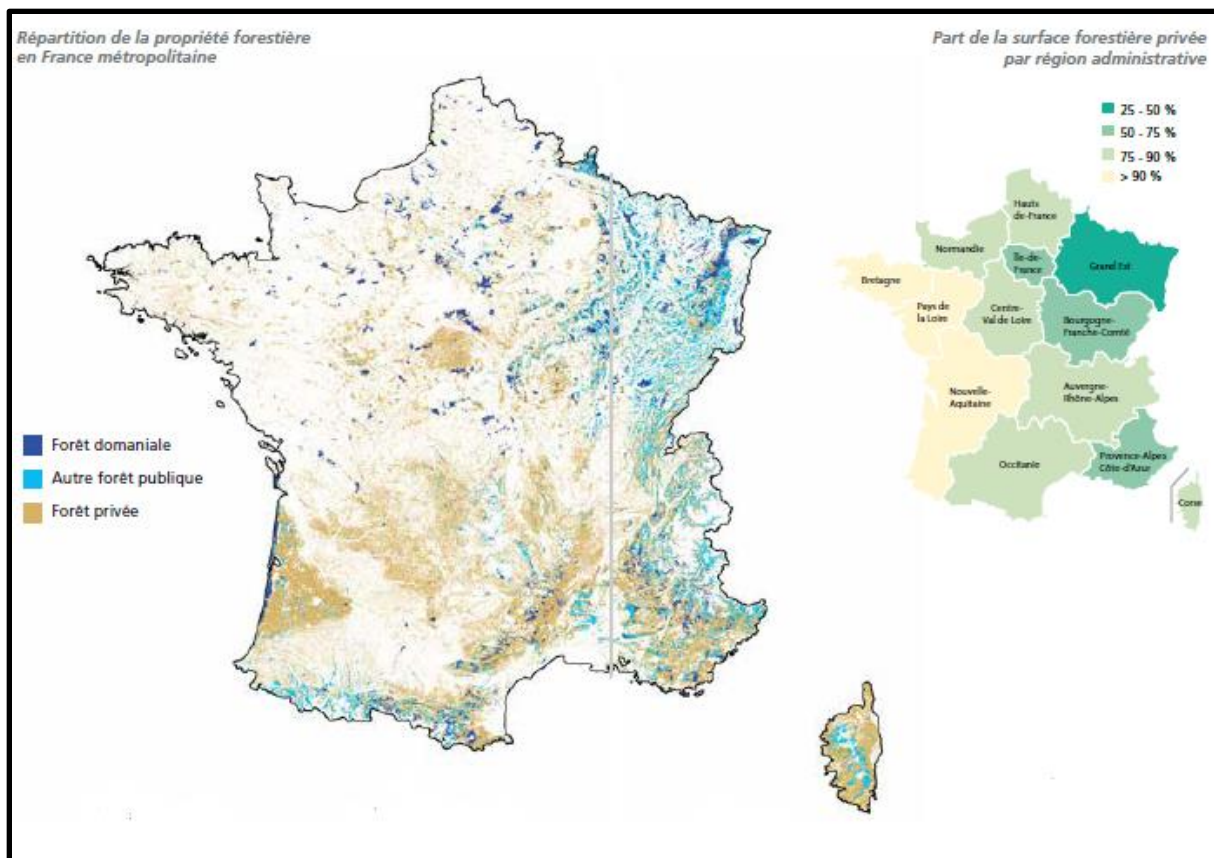 Répartition de la propriété forestière
en France métropolitaine
Part de la surface forestière privée
par région administrative
25 - 50 %
50 - 75 %
75 - 90 %
> 90 %
Hauts
de-France
Normandie
Île-de-
France
Grand Est
Bretagne
Pays de
la Loire
Centre-
Val de Loire
Bourgogne-
Franche-Comté
Nouvelle-
Aquitaine
Auvergne-
Rhône-Alpes
Occitanie
Provence-Alpes
Côte-d'Azur
Corse
Forêt domaniale
Autre forêt publique
Forêt privée